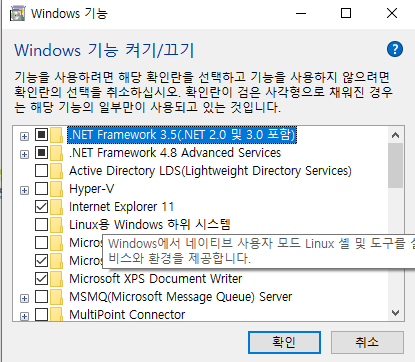 Windows 기능
Windows 기능 켜기/끄기
기능을 사용하려면 해당 확인란을 선택하고 기능을 사용하지 않으려면
확인란의 선택을 취소하십시오. 확인란이 검은 사각형으로 채워진 경우
는 해당 기능의 일부만이 사용되고 있는 것입니다.
.NET Framework 3.5(.NET 2.0 및 3.0 포함)
.NET Framework 4.8 Advanced Services
Active Directory LDS(Lightweight Directory Services)
Hyper-V
Internet Explorer 11
Linux용 Windows 하위 시스템
Windows에서 네이티브 사용자 모드 Linux 셸 및 도구를
비스와 환경을 제공합니다.
Microsoft XPS Document Writer
MSMQ(Microsoft Message Queue) Server
MultiPoint Connector
확인
취소